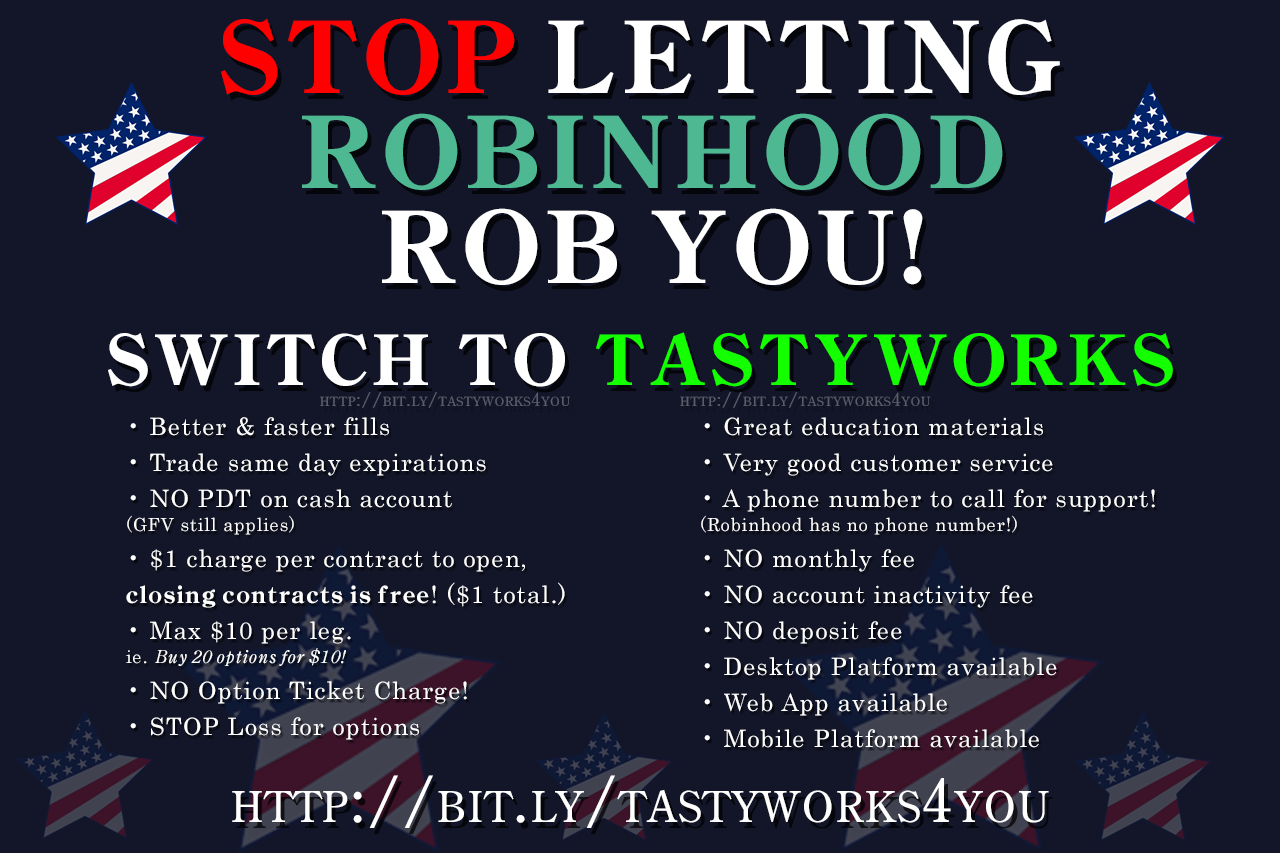 STOP LETTING
ROBINHOOD
ROB YOU!
SWITCH TO TASTYWORKS
HTTP://BIT.LY/TASTYWORKS4YOU HTTP://BIT.LY/TASTYWORKS4YOU
• Better & faster fills
• Trade same day expirations
• NO PDT on cash account
(GFV still applies)
• $1 charge per contract to open,
closing contracts is free! ($1 total.)
• Max $10 per leg.
ie. Buy 20 options for $10!
• NO Option Ticket Charge!
• STOP Loss for options
• Great education materials
• Very good customer service
• A phone number to call for support!
(Robinhood has no phone number!)
• NO monthly fee
• NO account inactivity fee
• NO deposit fee
• Desktop Platform available
• Web App available
• Mobile Platform available
HTTP://BIT.LY/TASTYWORKS4YOU